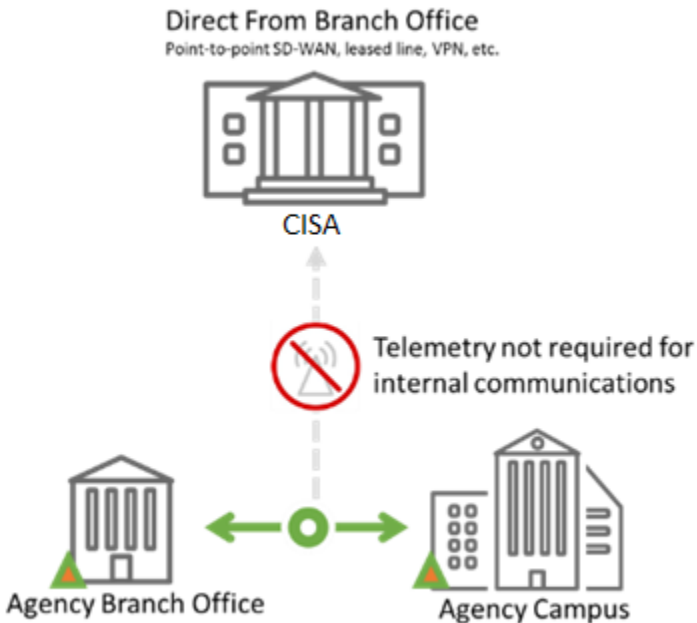 Direct From Branch Office
Point-to-point SD-WAN, leased line, VPN, etc.
CISA
Telemetry not required for
internal communications
Agency Branch Office
Agency Campus